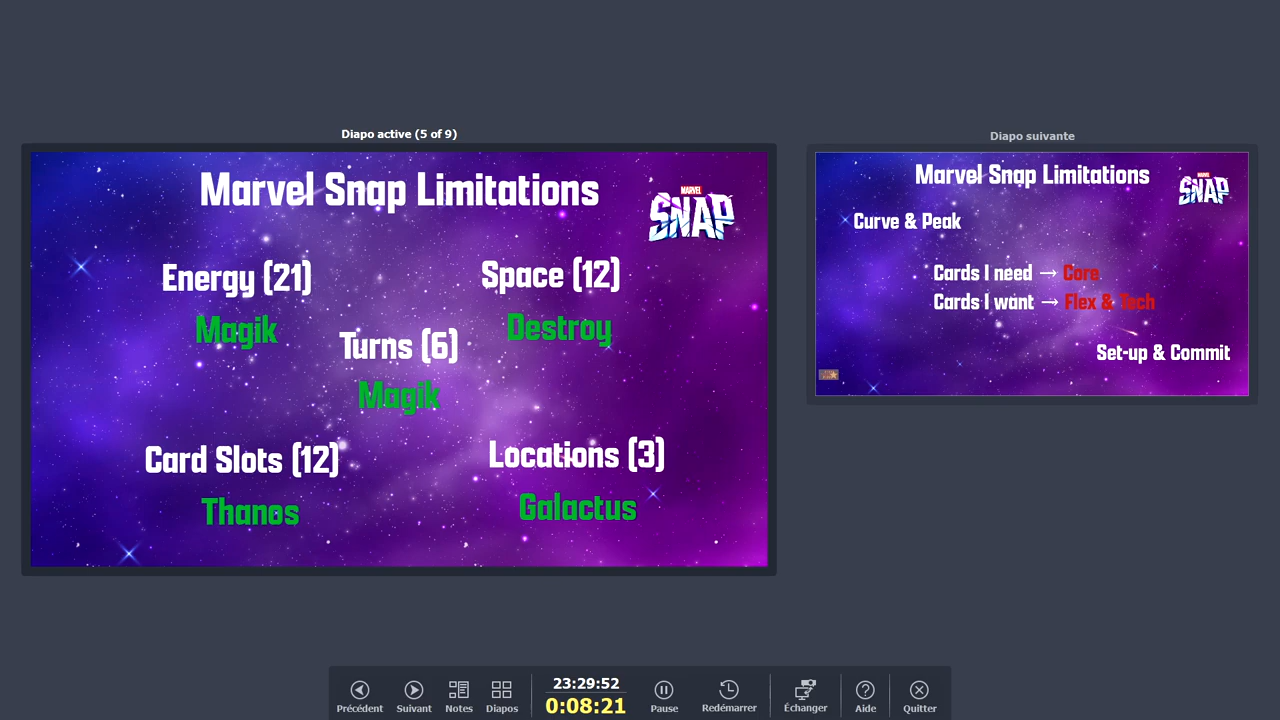 Diapo active (5 of 9)
Marvel Snap Limitations
MARVEL
SNAP
Energy (21)
Magik
Space (12)
Destroy
Turns (6)
Magik
Card Slots (12)
Thanos
Locations (3)
Galactus
Diapo suivante
Marvel Snap Limitations
MARVEL
SNAP
Curve & Peak
Cards I need → Core
Cards I want → Flex & Tech
Set-up & Commit
Précédent
Suivant
Notes
Diapos
23:29:52
0:08:21
Pause
Redémarrer
Échanger
Aide
Quitter